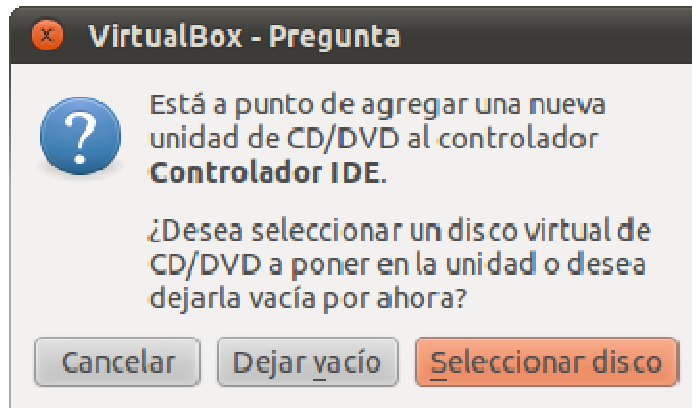 VirtualBox - Pregunta
Está a punto de agregar una nueva
unidad de CD/DVD al controlador
Controlador IDE.
¿Desea seleccionar un disco virtual de
CD/DVD a poner en la unidad o desea
dejarla vacía por ahora?
Cancelar
Dejar vacío
Seleccionar disco